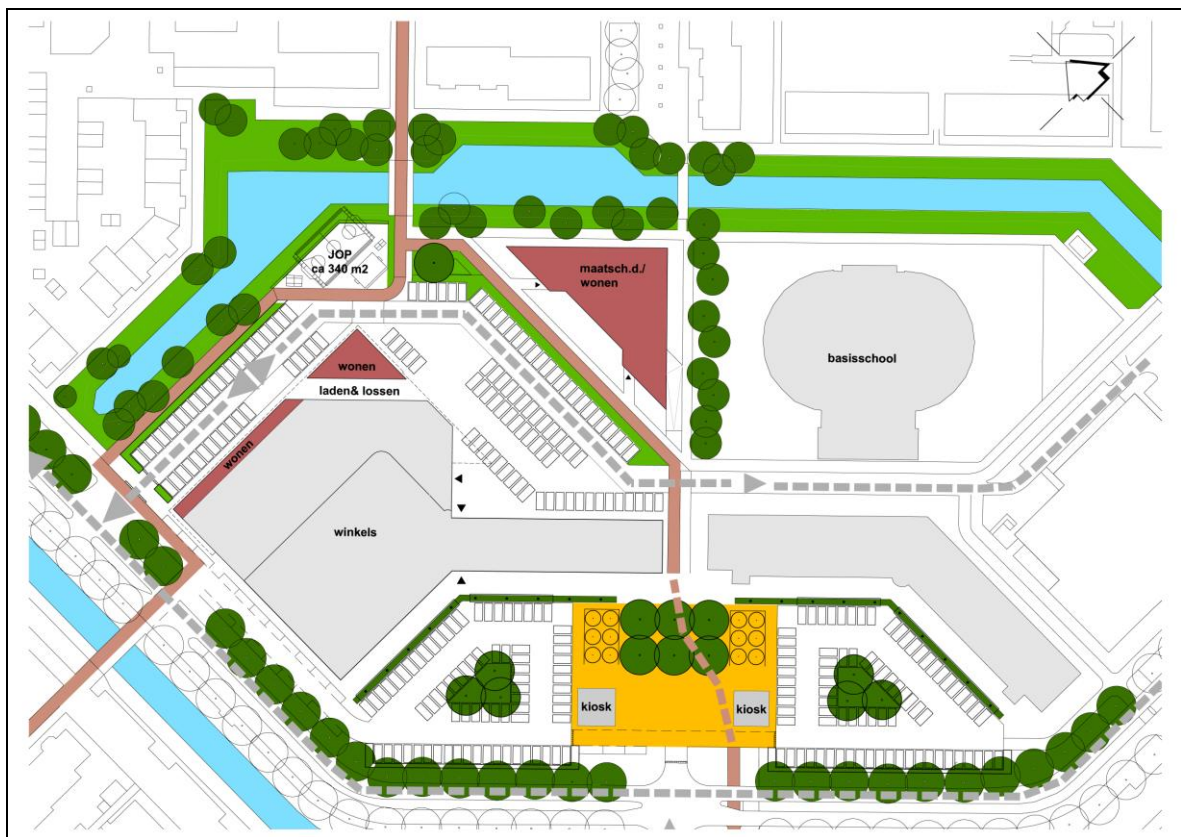 JOP
ca 340 m2
maatsch.d./
wonen
basisschool
wonen
laden& lossen
wonen
winkels
kiosk
kiosk